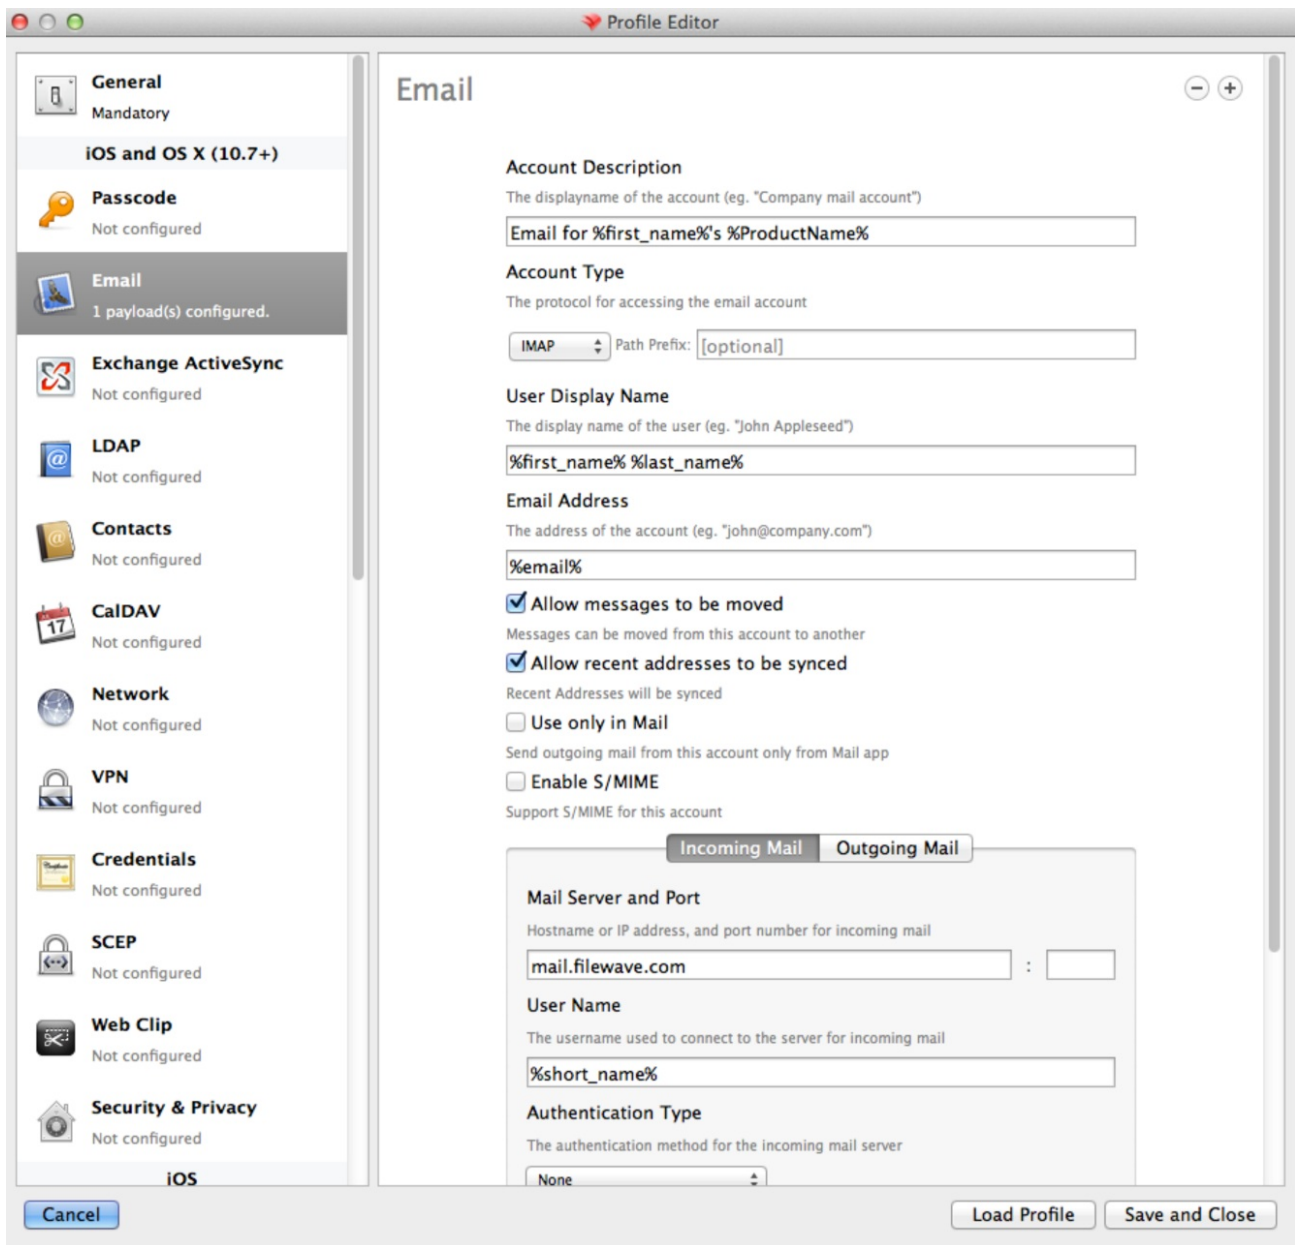 Profile Editor
General
Mandatory
iOS and OS X (10.7+)
Passcode
Not configured
Email
1 payload(s) configured.
Exchange ActiveSync
Not configured
LDAP
Not configured
Contacts
Not configured
17
CalDAV
Not configured
Network
Not configured
VPN
Not configured
Credentials
Not configured
SCEP
Not configured
Web Clip
Not configured
Security & Privacy
Not configured
iOS
Email
Account Description
The displayname of the account (eg. "Company mail account")
Email for %first_name%'s %ProductName%
Account Type
The protocol for accessing the email account
IMAP Path Prefix: [optional]
User Display Name
The display name of the user (eg. "John Appleseed")
%first_name% %last_name%
Email Address
The address of the account (eg. "john@company.com")
%email%
Allow messages to be moved
Messages can be moved from this account to another
Allow recent addresses to be synced
Recent Addresses will be synced
Use only in Mail
Send outgoing mail from this account only from Mail app
Enable S/MIME
Support S/MIME for this account
Incoming Mail Outgoing Mail
Mail Server and Port
Hostname or IP address, and port number for incoming mail
mail.filewave.com :
User Name
The username used to connect to the server for incoming mail
%short_name%
Authentication Type
The authentication method for the incoming mail server
None
Cancel Load Profile Save and Close